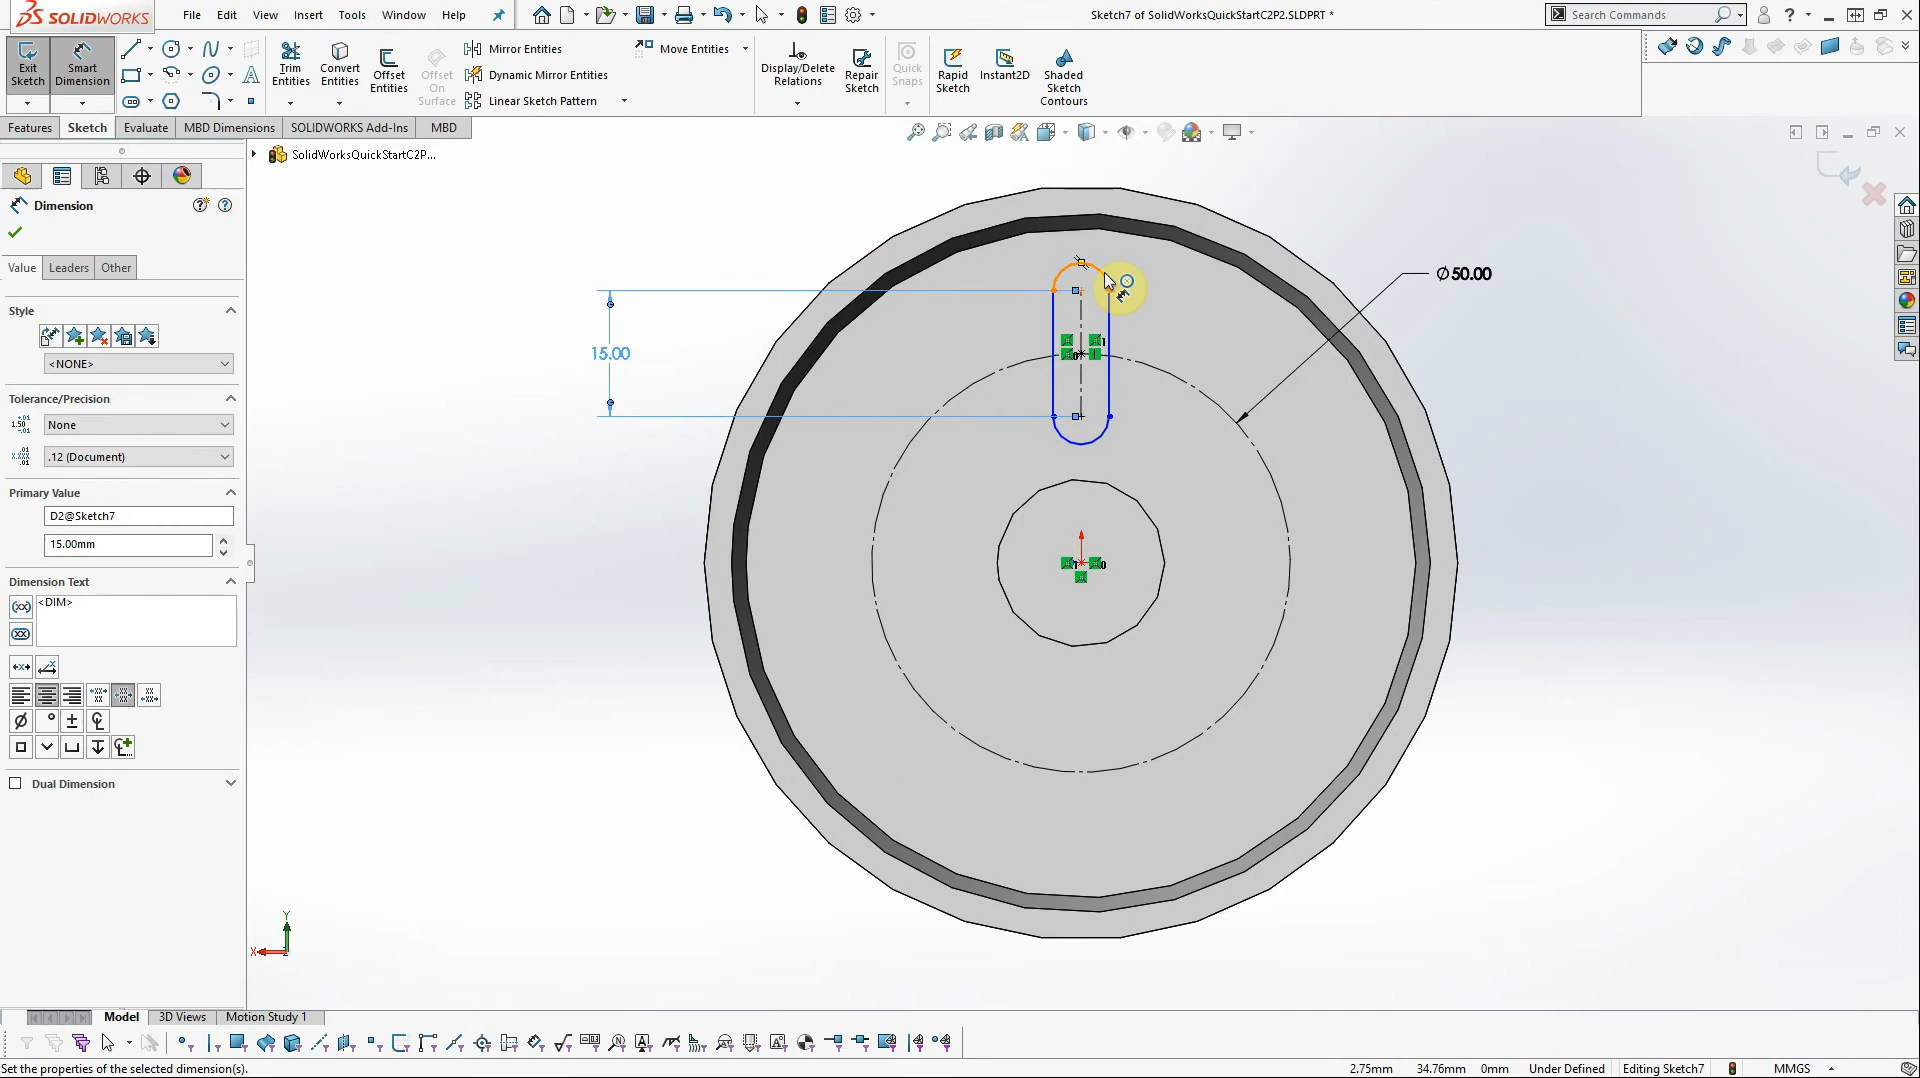 SOLIDWORKS
File Edit View Insert Tools Window Help
Sketch7 of SolidWorksQuickStartC2P2.SLDPRT *
Search Commands
Exit Sketch
Smart Dimension
Trim Entities
Convert Entities
Offset Entities
Offset On Surface
Mirror Entities
Dynamic Mirror Entities
Linear Sketch Pattern
Move Entities
Display/Delete Relations
Repair Sketch
Quick Snaps
Rapid Sketch
Instant2D
Shaded Sketch Contours
Features Sketch Evaluate MBD Dimensions SOLIDWORKS Add-Ins MBD
SolidWorksQuickStartC2P...
Dimension
Value Leaders Other
Style
<NONE>
Tolerance/Precision
None
.12 (Document)
Primary Value
D2@Sketch7
15.00mm
Dimension Text
<DIM>
Dual Dimension
15.00
Ø50.00
Y
X
Model 3D Views Motion Study 1
Set the properties of the selected dimension(s).
2.75mm 34.76mm 0mm Under Defined Editing Sketch7 MMGS